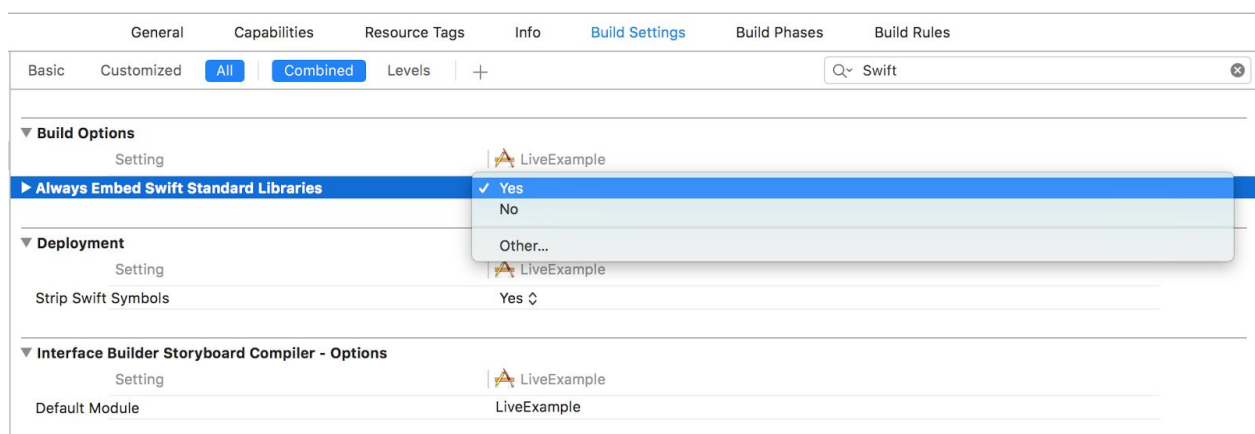 General Capabilities Resource Tags Info Build Settings Build Phases Build Rules
Basic Customized All Combined Levels + Swift
Build Options
Setting LiveExample
Always Embed Swift Standard Libraries ✓ Yes
No
Deployment
Other...
Setting LiveExample
Strip Swift Symbols Yes
Interface Builder Storyboard Compiler - Options
Setting LiveExample
Default Module LiveExample